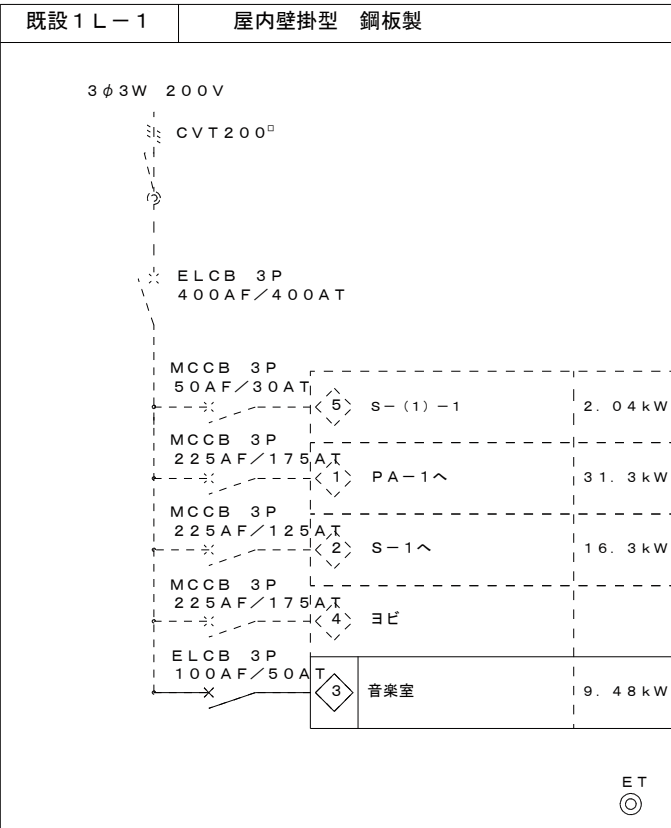 既設1L-1 屋内壁掛型 鋼板製
3φ3W 200V
CVT200□
ELCB 3P
400AF/400AT
MCCB 3P
50AF/30AT
5 S-(1)-1 2.04kW
MCCB 3P
225AF/175AT
1 PA-1へ 31.3kW
MCCB 3P
225AF/125AT
2 S-1へ 16.3kW
MCCB 3P
225AF/175AT
4 ヨビ
ELCB 3P
100AF/50AT
3 音楽室 9.48kW
ET